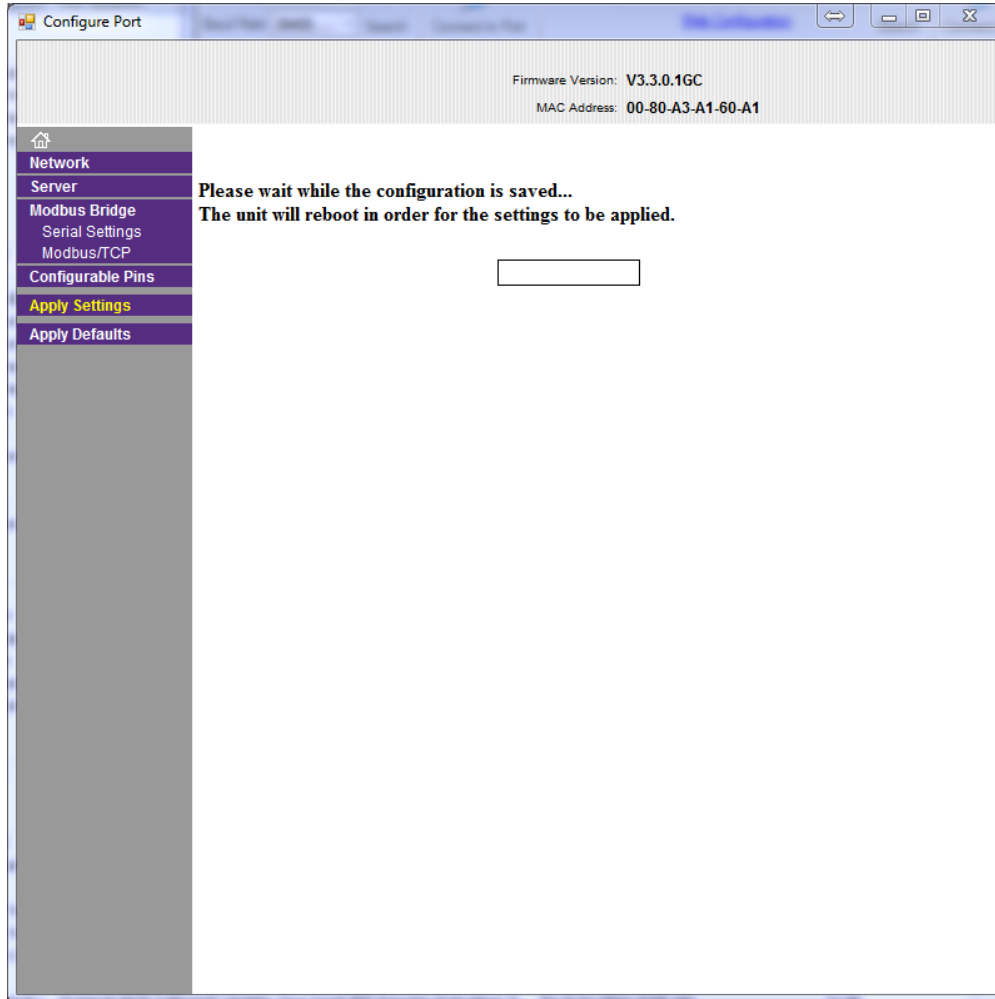 Configure Port
Firmware Version: V3.3.0.1GC
MAC Address: 00-80-A3-A1-60-A1
Network
Server
Modbus Bridge
Serial Settings
Modbus/TCP
Configurable Pins
Apply Settings
Apply Defaults
Please wait while the configuration is saved...
The unit will reboot in order for the settings to be applied.